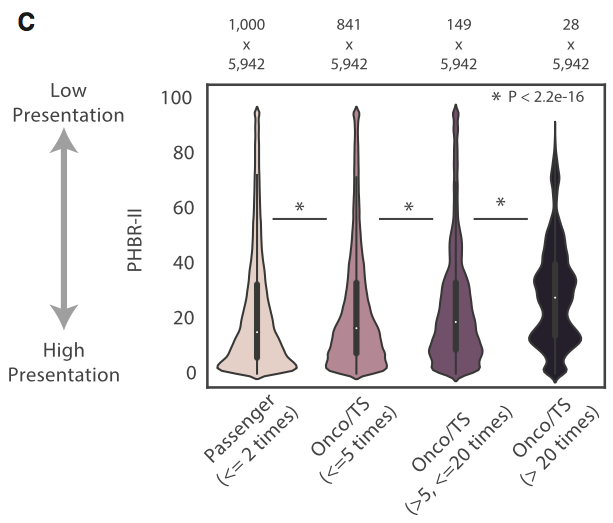 C
1,000 841 149 28
x x x x
5,942 5,942 5,942 5,942
Low
Presentation
High
Presentation
PHBR-II
100
80
60
40
20
0
* P < 2.2e-16
* * *
Passenger
(<= 2 times)
Onco/TS
(<=5 times)
Onco/TS
(>5, <=20 times)
Onco/TS
(> 20 times)